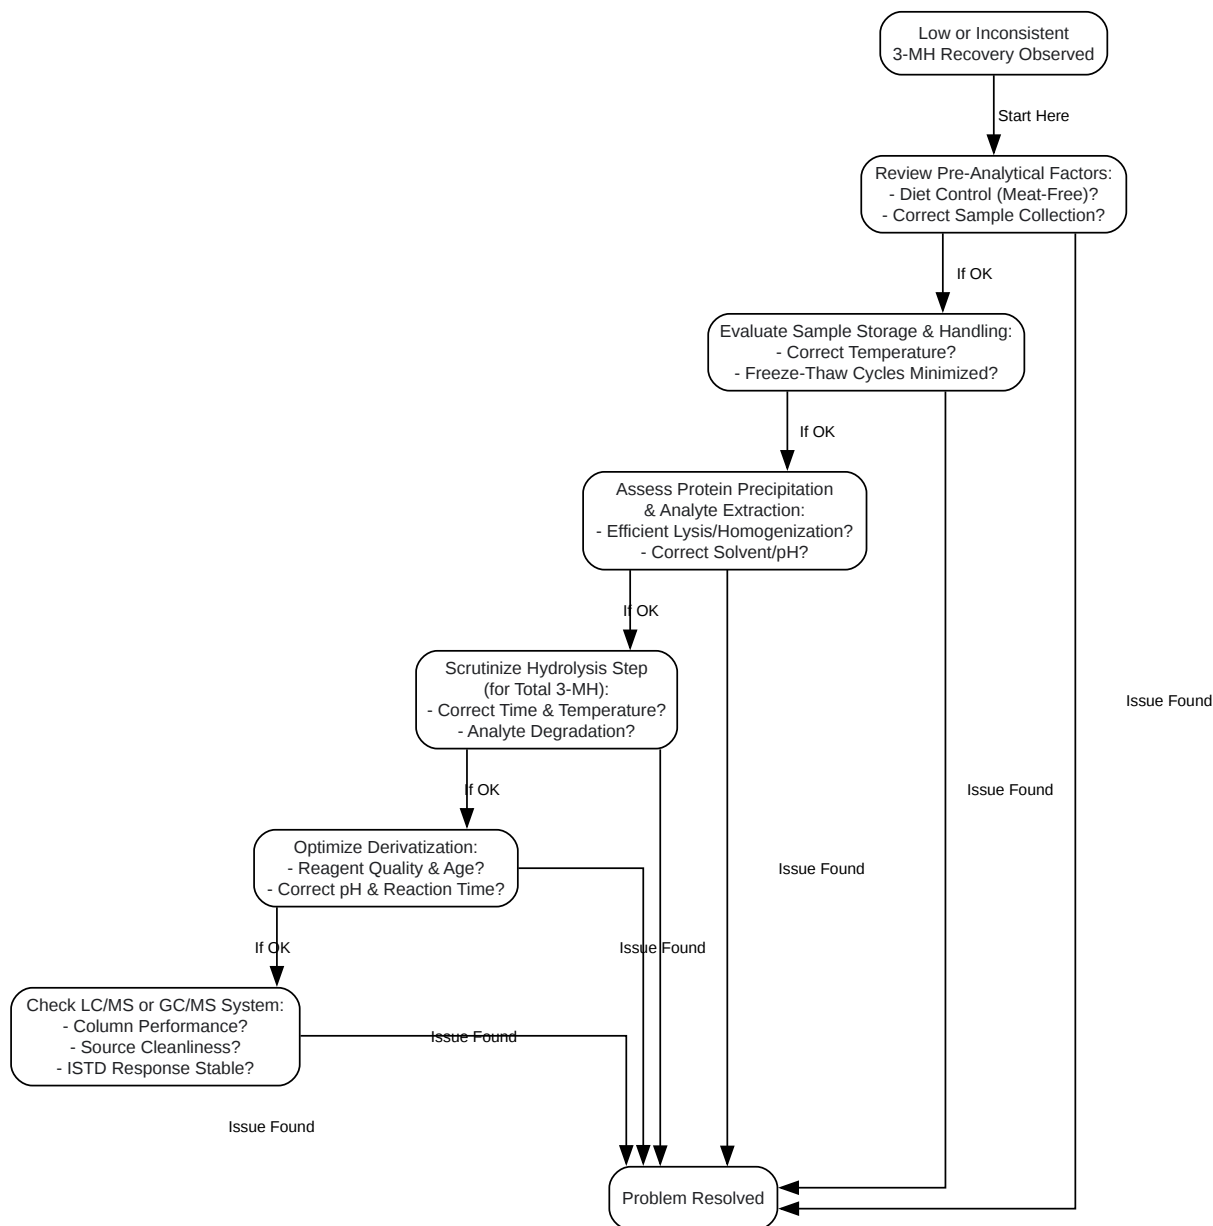 Low or Inconsistent
3-MH Recovery Observed
Start Here
Review Pre-Analytical Factors:
- Diet Control (Meat-Free)?
- Correct Sample Collection?
If OK
Evaluate Sample Storage & Handling:
- Correct Temperature?
- Freeze-Thaw Cycles Minimized?
If OK
Assess Protein Precipitation
& Analyte Extraction:
- Efficient Lysis/Homogenization?
- Correct Solvent/pH?
If OK
Scrutinize Hydrolysis Step
(for Total 3-MH):
- Correct Time & Temperature?
- Analyte Degradation?
Issue Found
If OK
Issue Found
Optimize Derivatization:
- Reagent Quality & Age?
- Correct pH & Reaction Time?
Issue Found
If OK
Issue Found
Check LC/MS or GC/MS System:
- Column Performance?
- Source Cleanliness?
- ISTD Response Stable?
Issue Found
Issue Found
Problem Resolved